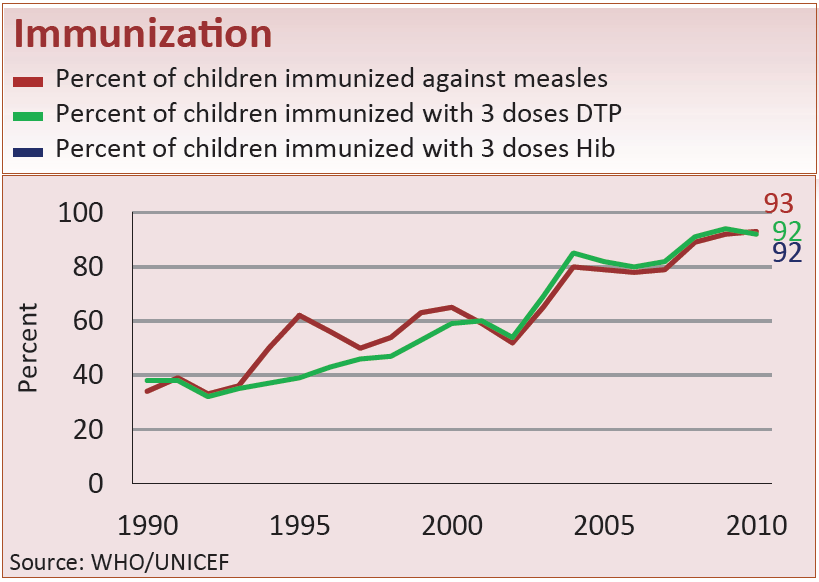 Immunization
Percent of children immunized against measles
Percent of children immunized with 3 doses DTP
Percent of children immunized with 3 doses Hib
93
92
92
100
80
60
40
20
0
Percent
1990 1995 2000 2005 2010
Source: WHO/UNICEF